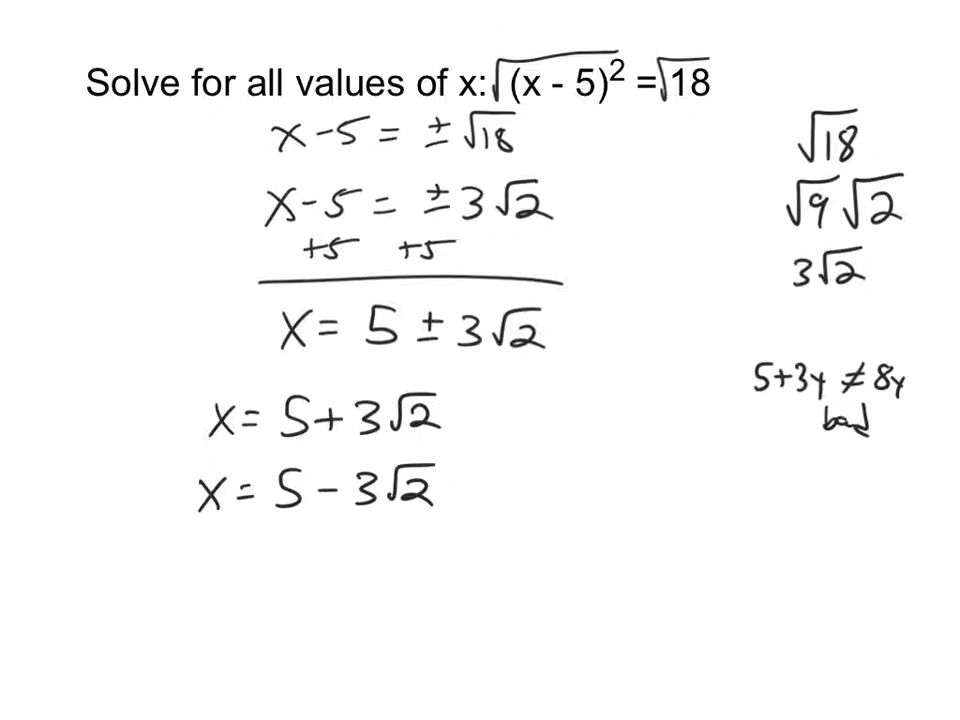 Solve for all values of x: √(x - 5)² = √18
x - 5 = ± √18
x - 5 = ± 3√2
+5 +5
x = 5 ± 3√2
x = 5 + 3√2
x = 5 - 3√2
√18
√9 √2
3√2
5+3y ≠ 8y
bad